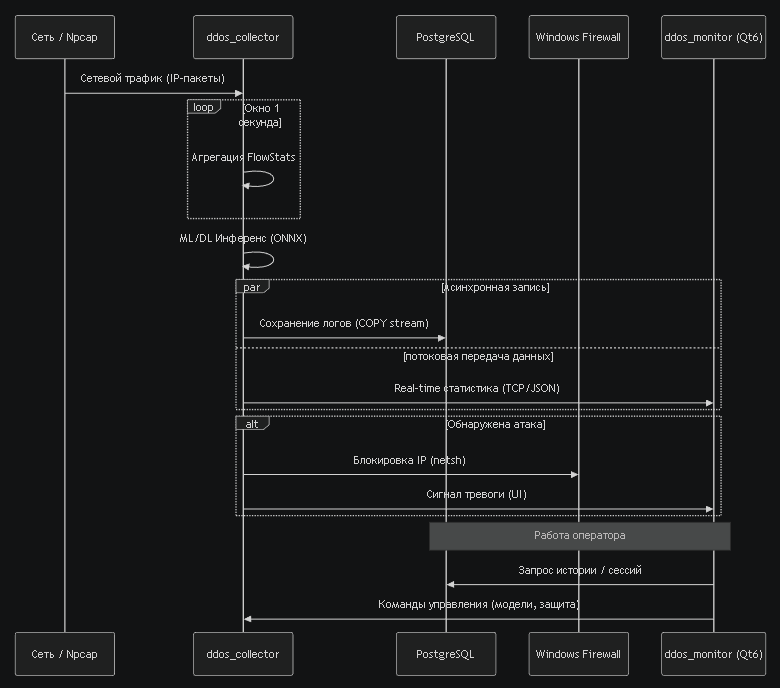 Сеть / Npcap
ddos_collector
PostgreSQL
Windows Firewall
ddos_monitor (Qt6)
Сетевой трафик (IP-пакеты)
loop
[Окно 1
секунда]
Агрегация FlowStats
ML/DL Инференс (ONNX)
par
[Асинхронная запись]
Сохранение логов (COPY stream)
[потоковая передача данных]
Real-time статистика (TCP/JSON)
alt
[Обнаружена атака]
Блокировка IP (netsh)
Сигнал тревоги (UI)
Работа оператора
Запрос истории / сессий
Команды управления (модели, защита)
Сеть / Npcap
ddos_collector
PostgreSQL
Windows Firewall
ddos_monitor (Qt6)